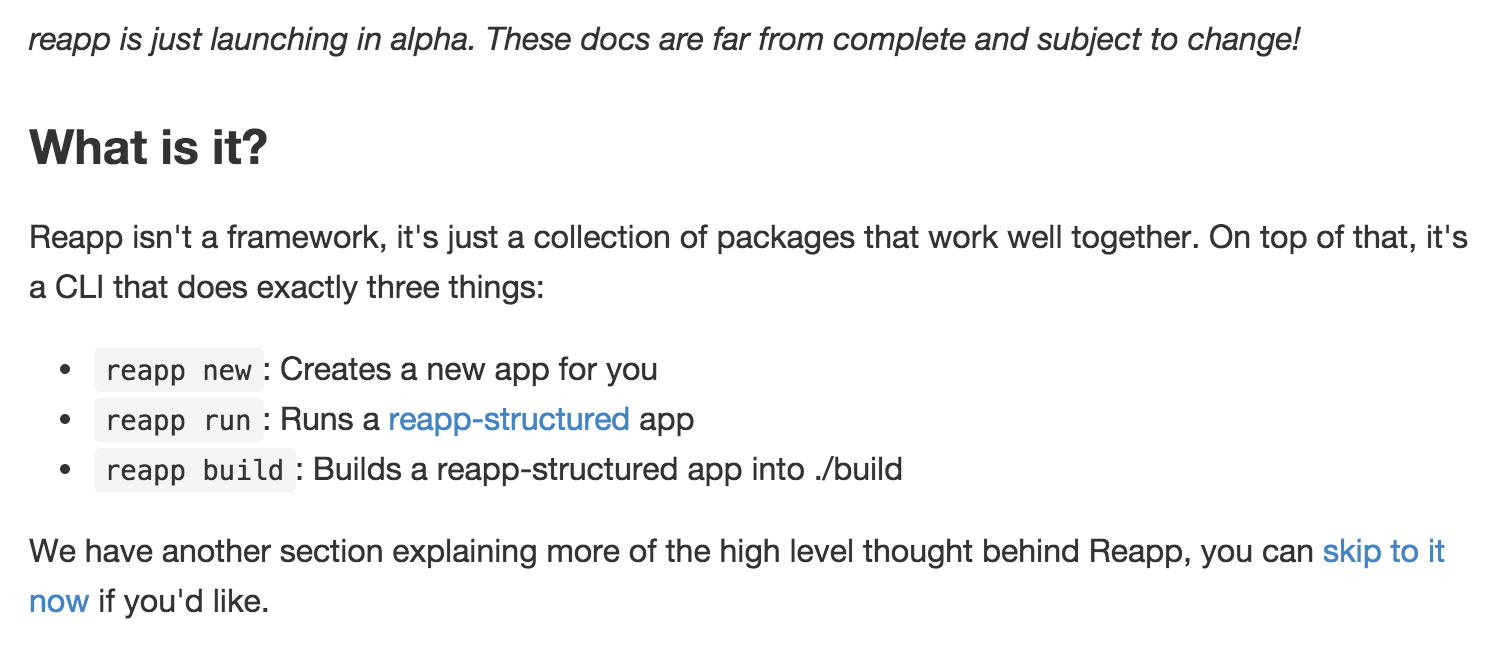 reapp is just launching in alpha. These docs are far from complete and subject to change!
What is it?
Reapp isn't a framework, it's just a collection of packages that work well together. On top of that, it's
a CLI that does exactly three things:
• reapp new : Creates a new app for you
• reapp run : Runs a reapp-structured app
• reapp build : Builds a reapp-structured app into ./build
We have another section explaining more of the high level thought behind Reapp, you can skip to it
now if you'd like.